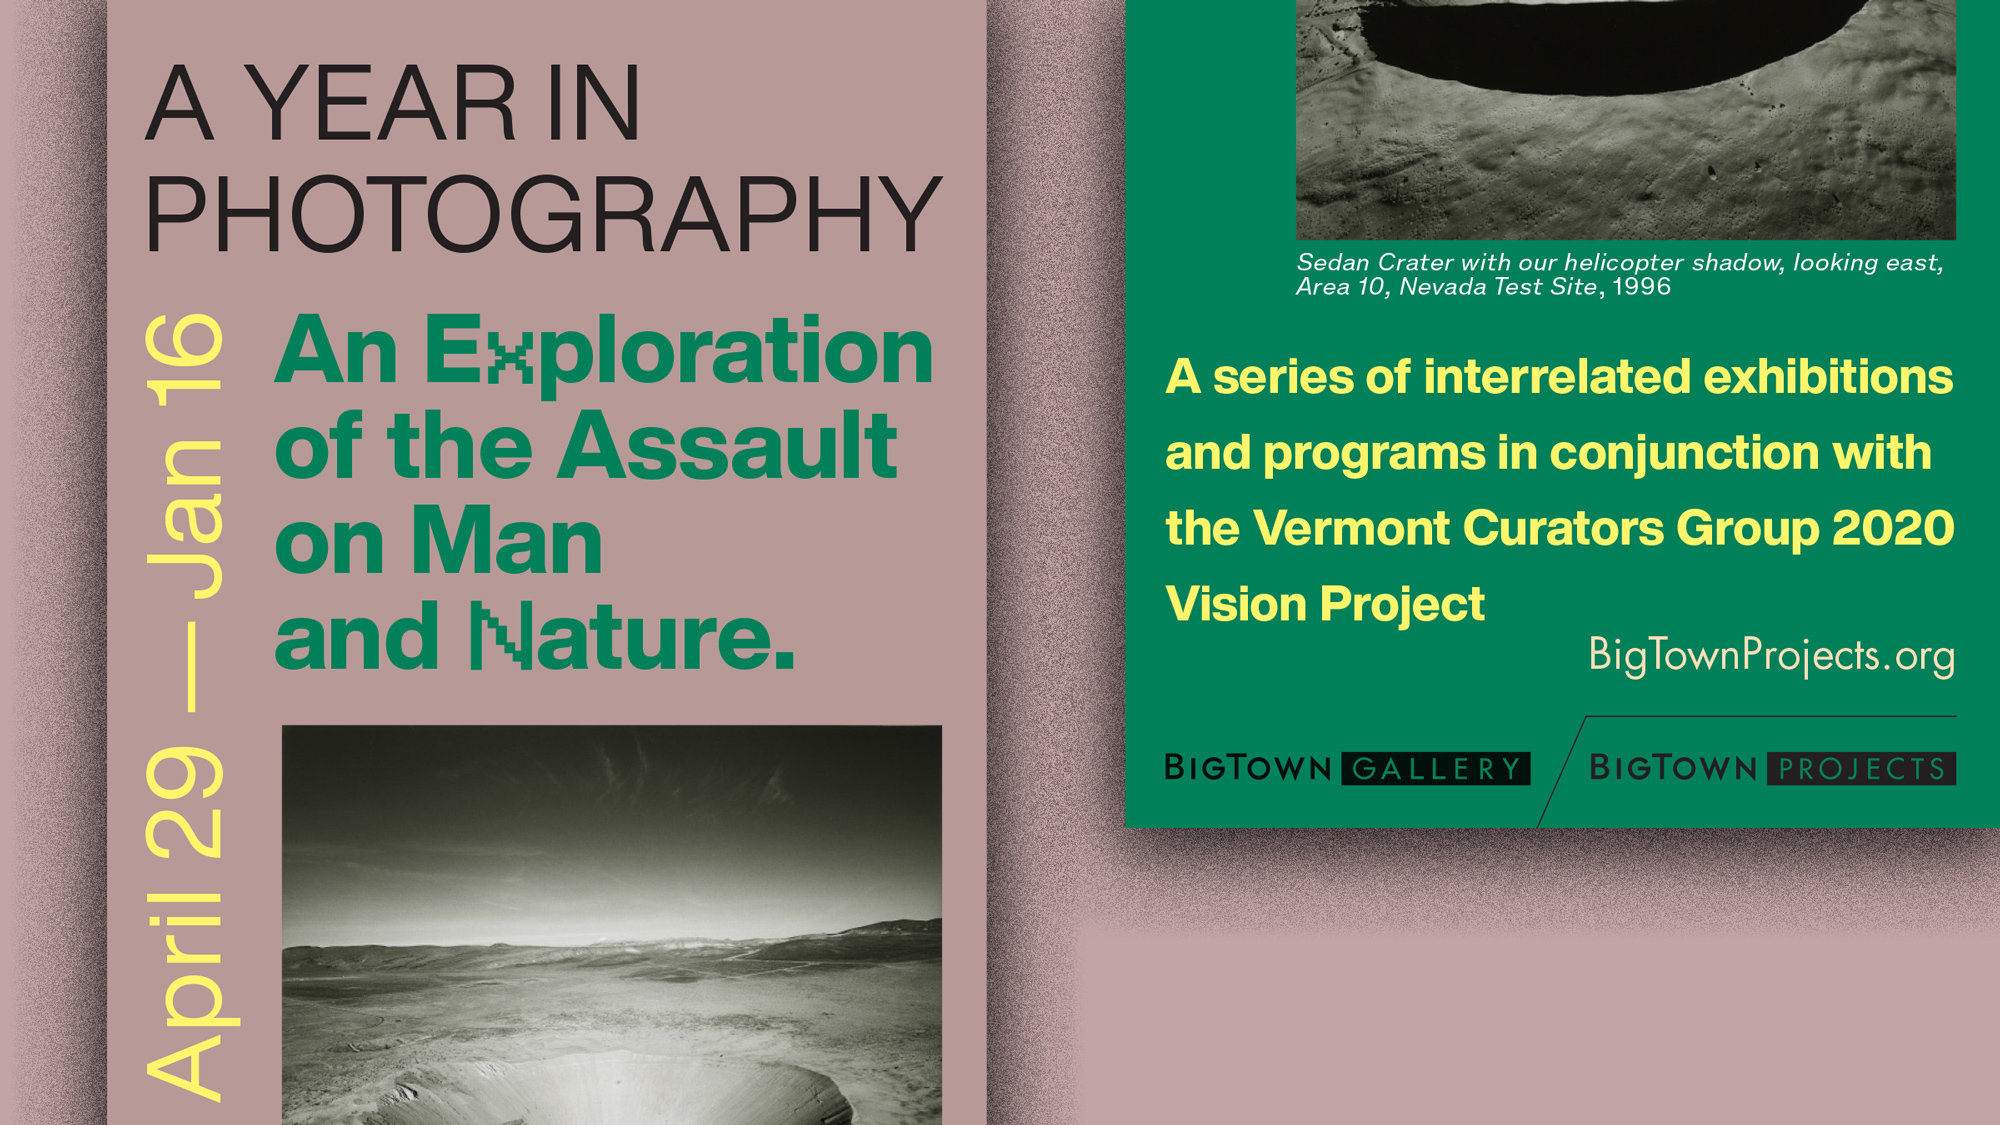 A YEAR IN
PHOTOGRAPHY
April 29 — Jan 16
An Exploration
of the Assault
on Man
and Nature.
Sedan Crater with our helicopter shadow, looking east,
Area 10, Nevada Test Site, 1996
A series of interrelated exhibitions
and programs in conjunction with
the Vermont Curators Group 2020
Vision Project
BigTownProjects.org
BIGTOWN GALLERY
BIGTOWN PROJECTS